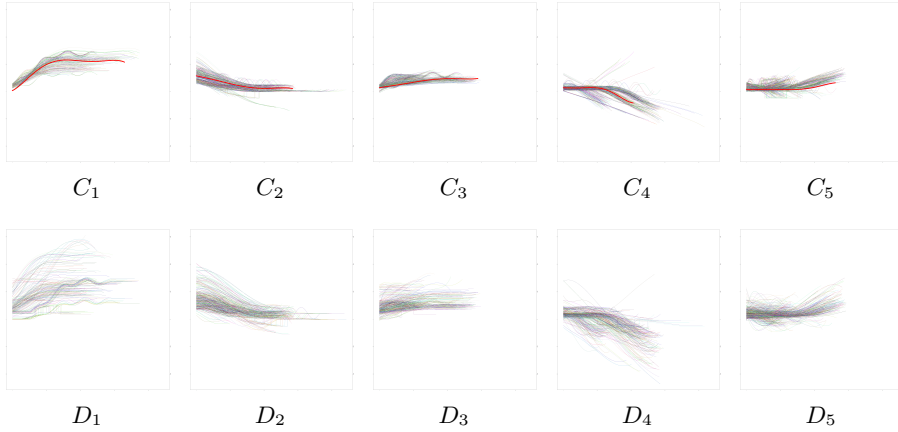 C₁ C₂ C₃ C₄ C₅
D₁ D₂ D₃ D₄ D₅